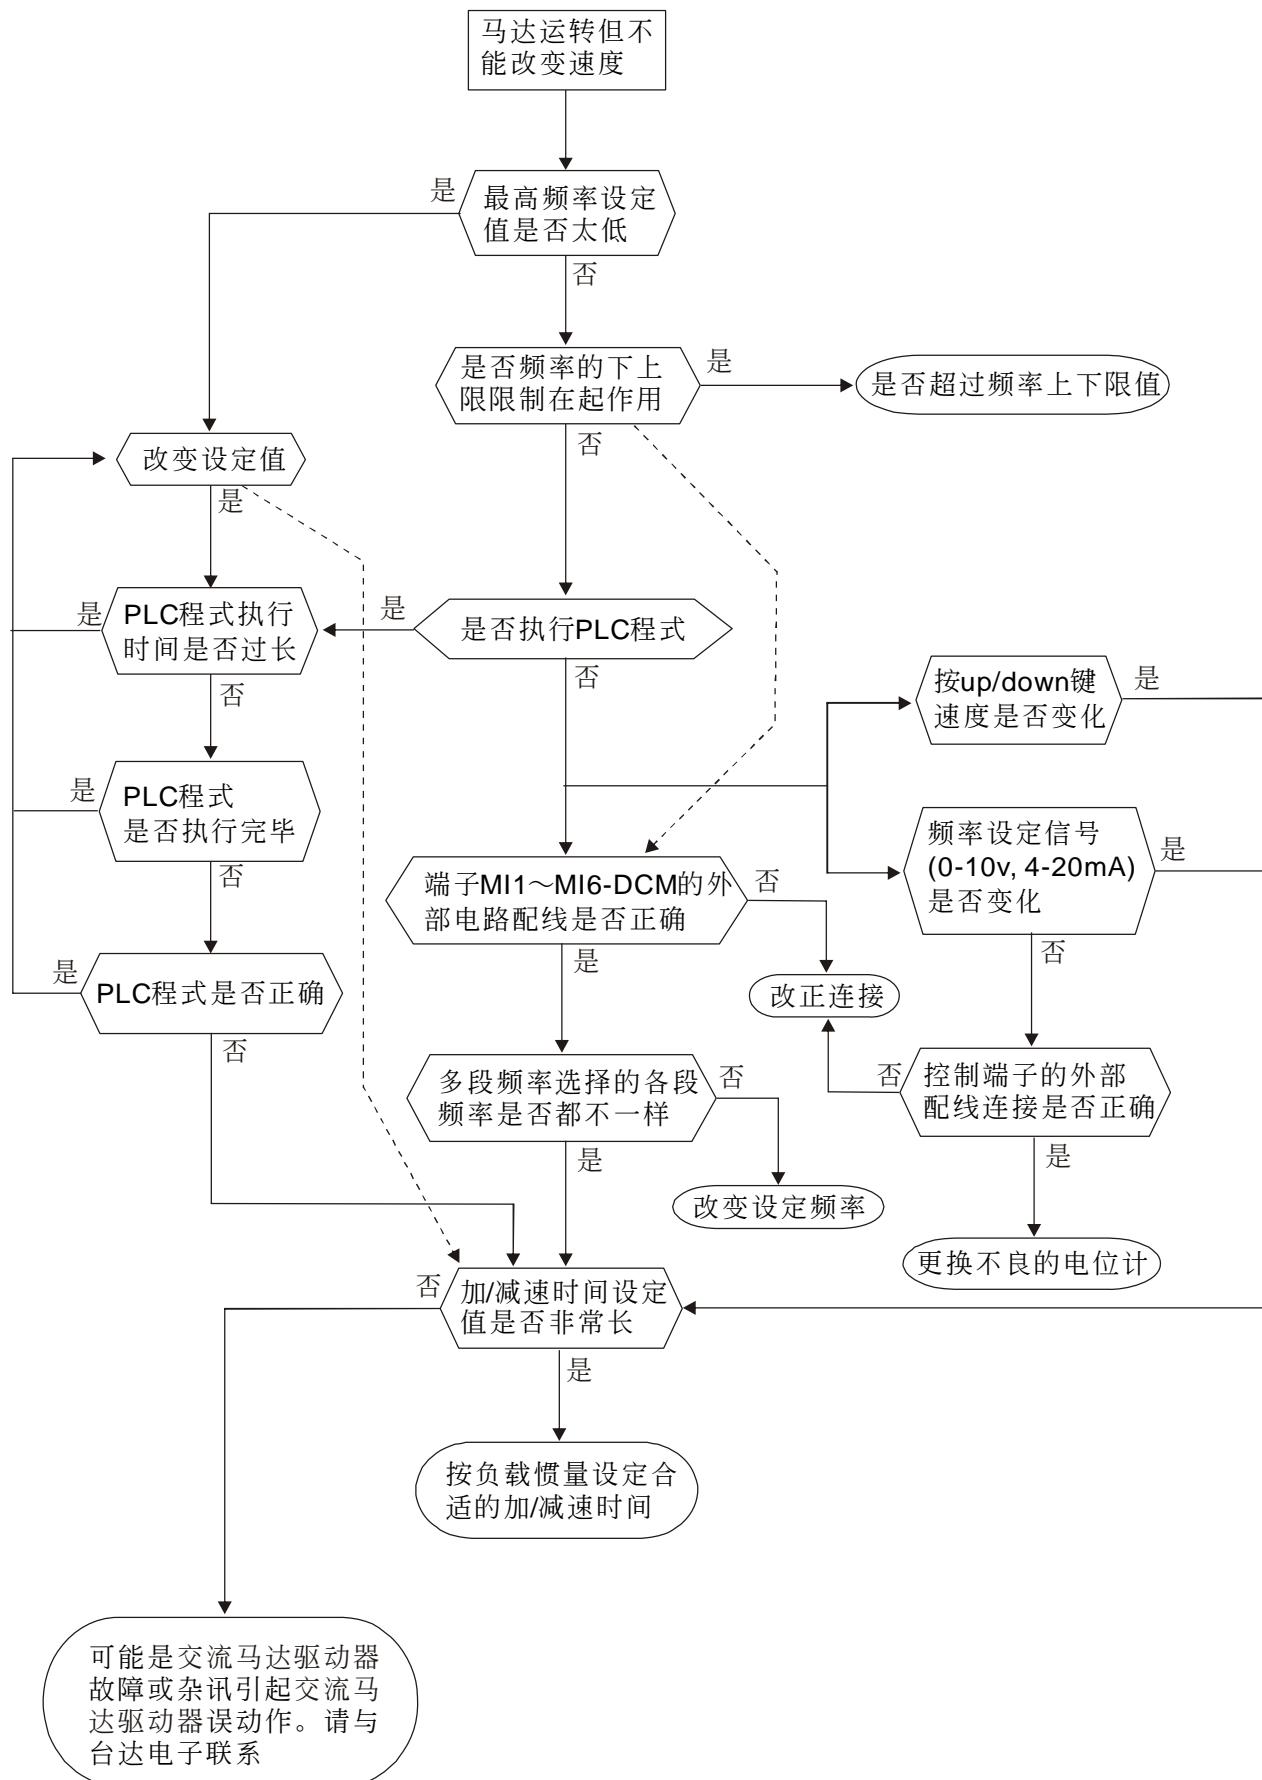 马达运转但不
能改变速度
是
最高频率设定
值是否太低
否
是否频率的下上
限限制在起作用
是
是否超过频率上下限值
否
改变设定值
是
是
PLC程式执行
时间是否过长
是
是否执行PLC程式
否
否
按up/down键
速度是否变化
是
是
PLC程式
是否执行完毕
否
频率设定信号
(0-10v, 4-20mA)
是否变化
是
端子MI1～MI6-DCM的外
部电路配线是否正确
否
是
否
是
PLC程式是否正确
否
改正连接
多段频率选择的各段
频率是否都不一样
否
是
否
控制端子的外部
配线连接是否正确
是
改变设定频率
更换不良的电位计
否
加/减速时间设定
值是否非常长
是
按负载惯量设定合
适的加/减速时间
可能是交流马达驱动器
故障或杂讯引起交流马
达驱动器误动作。请与
台达电子联系